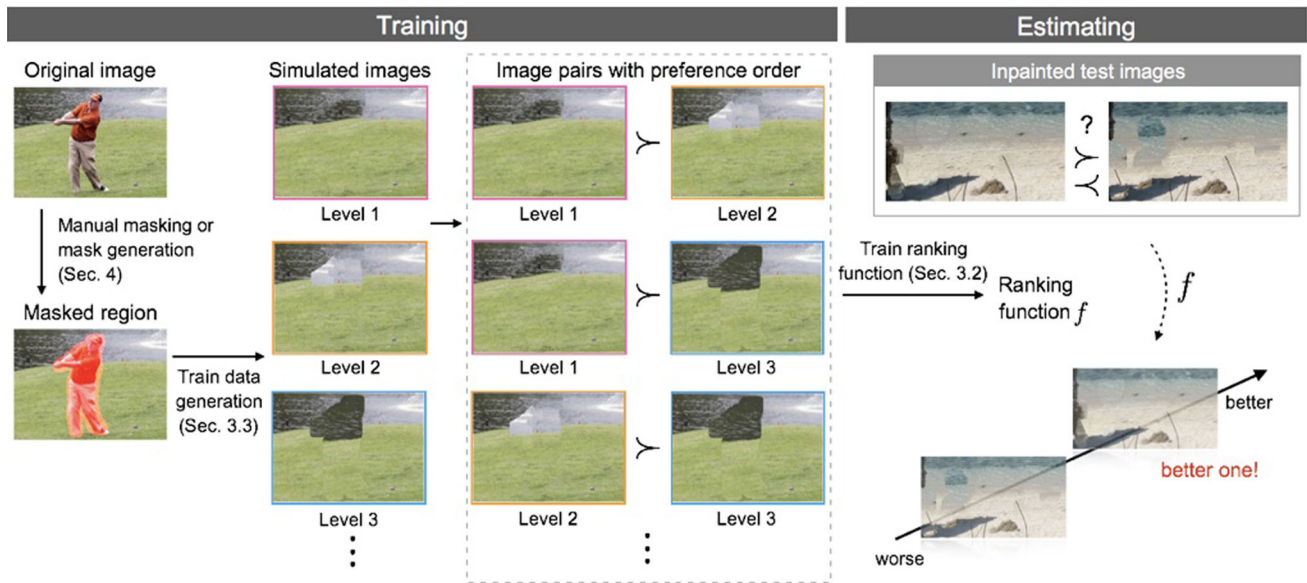 Training
Estimating
Original image
Simulated images
Image pairs with preference order
Inpainted test images
Level 1
Level 1
≻
Level 2
?
≻
≺
Manual masking or
mask generation
(Sec. 4)
Masked region
Level 2
Level 1
≻
Level 3
Train ranking
function (Sec. 3.2)
Ranking
function f
f
Train data
generation
(Sec. 3.3)
Level 3
Level 2
≻
Level 3
better
better one!
worse